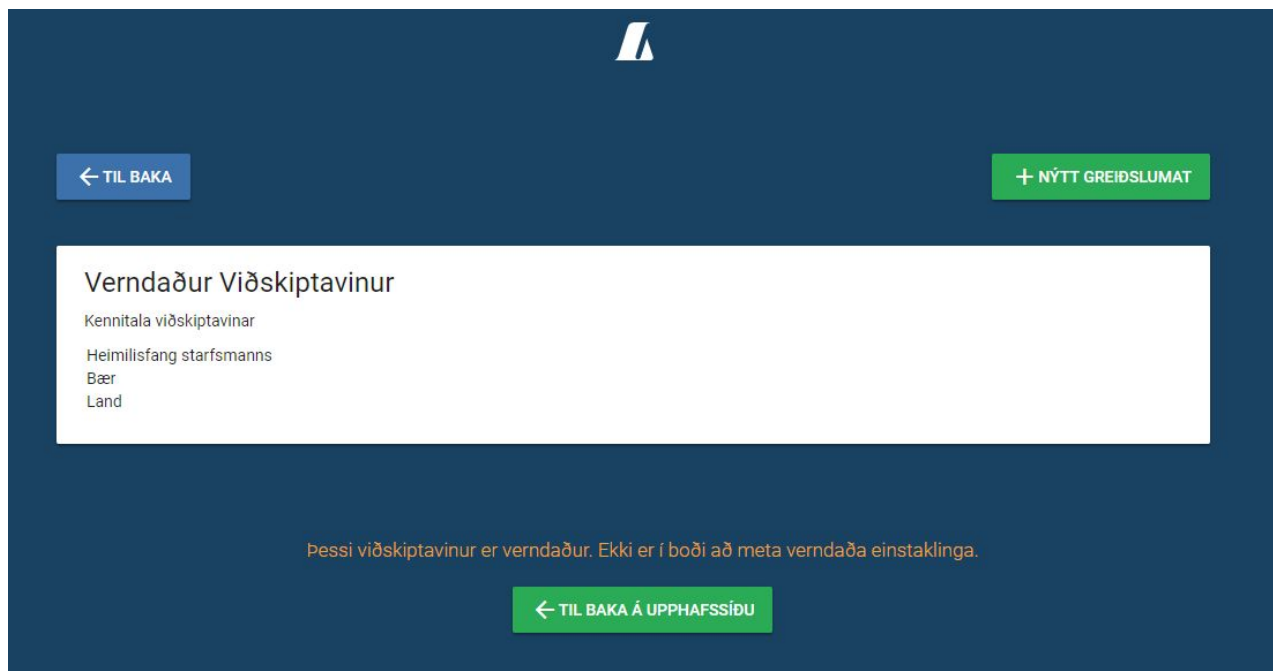 TIL BAKA
NÝTT GREIÐSLUMAT
Verndaður Viðskiptavinur
Kennitala viðskiptavinar
Heimilisfang starfsmanns
Bær
Land
Þessi viðskiptavinur er verndaður. Ekki er í boði að meta verndaða einstaklinga.
TIL BAKA Á UPPHAFSSÍÐU